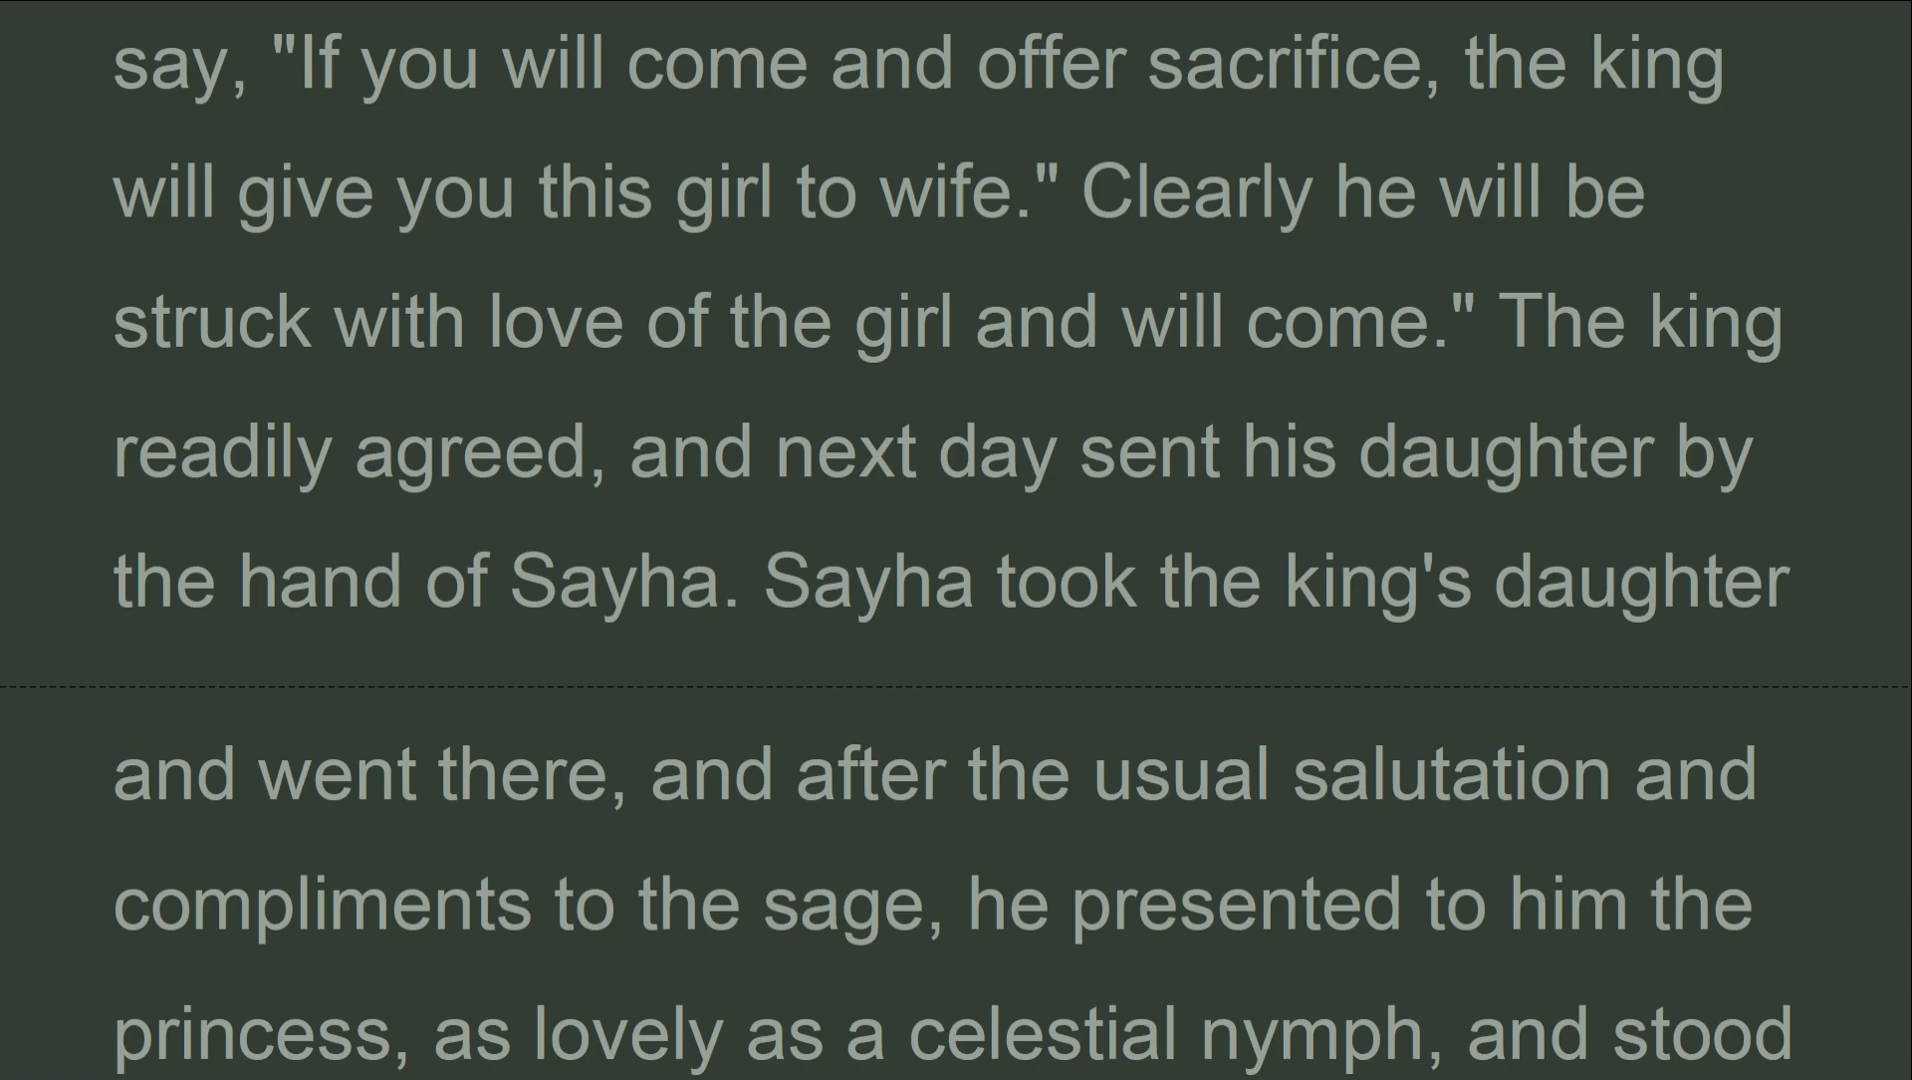 say, "If you will come and offer sacrifice, the king
will give you this girl to wife." Clearly he will be
struck with love of the girl and will come." The king
readily agreed, and next day sent his daughter by
the hand of Sayha. Sayha took the king's daughter
and went there, and after the usual salutation and
compliments to the sage, he presented to him the
princess, as lovely as a celestial nymph, and stood